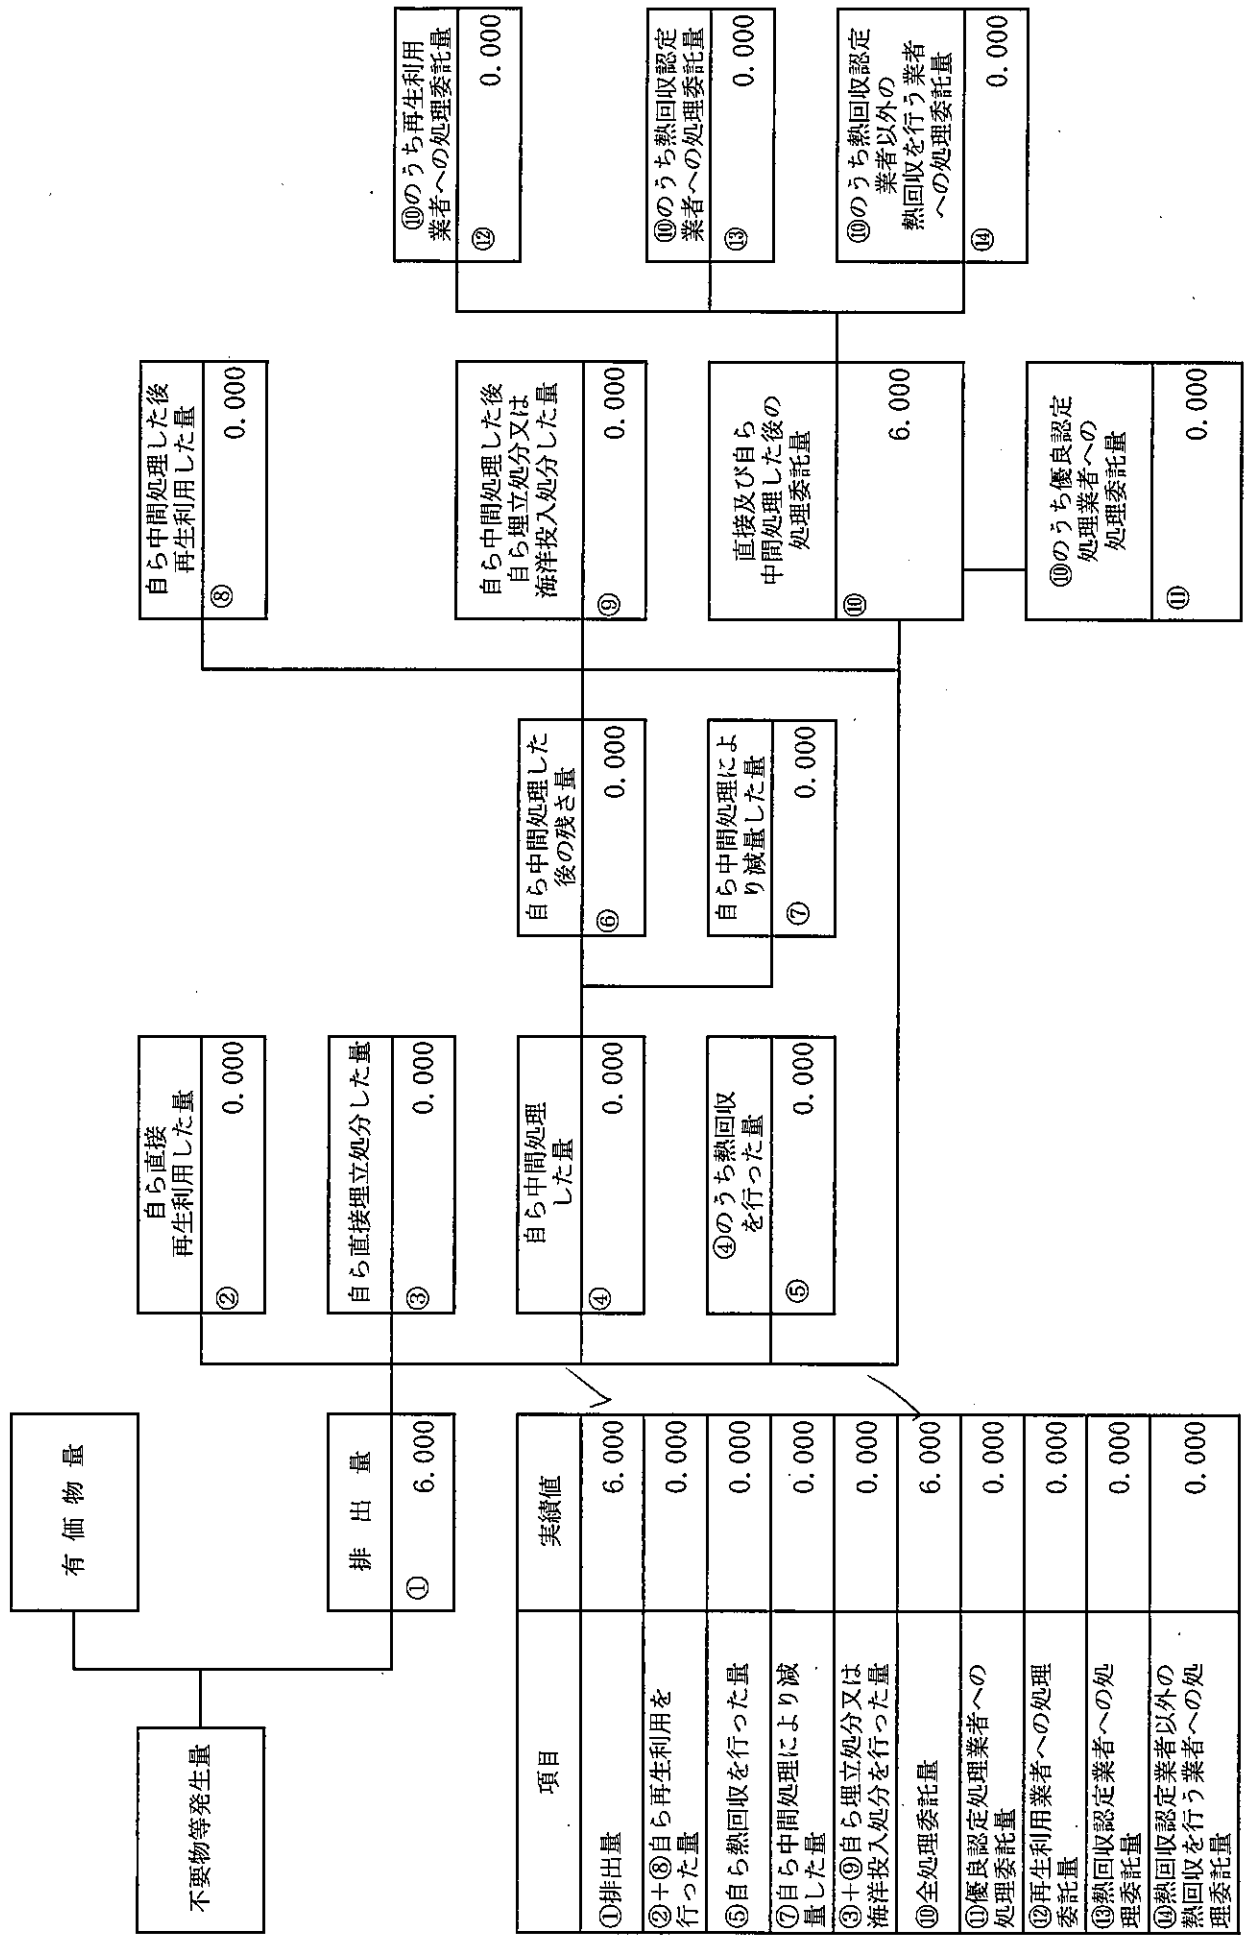 不要物等発生量
有価物量
排出量
① 6.000
自ら直接
再生利用した量
② 0.000
自ら直接埋立処分した量
③ 0.000
自ら中間処理
した量
④ 0.000
④のうち熱回収
を行った量
⑤ 0.000
自ら中間処理した
後の残さ量
⑥ 0.000
自ら中間処理によ
り減量した量
⑦ 0.000
自ら中間処理した後
再生利用した量
⑧ 0.000
自ら中間処理した後
自ら埋立処分又は
海洋投入処分した量
⑨ 0.000
直接及び自ら
中間処理した後の
処理委託量
⑩ 6.000
⑩のうち優良認定
処理業者への
処理委託量
⑪ 0.000
⑩のうち再生利用
業者への処理委託量
⑫ 0.000
⑩のうち熱回収認定
業者への処理委託量
⑬ 0.000
⑩のうち熱回収認定
業者以外の
熱回収を行う業者
への処理委託量
⑭ 0.000
項目 実績値
①排出量 6.000
②+⑧自ら再生利用を
行った量 0.000
⑤自ら熱回収を行った量 0.000
⑦自ら中間処理により減
量した量 0.000
③+⑨自ら埋立処分又は
海洋投入処分を行った量 0.000
⑩全処理委託量 6.000
⑪優良認定処理業者への
処理委託量 0.000
⑫再生利用業者への処理
委託量 0.000
⑬熱回収認定業者への処
理委託量 0.000
⑭熱回収認定業者以外の
熱回収を行う業者への処
理委託量 0.000